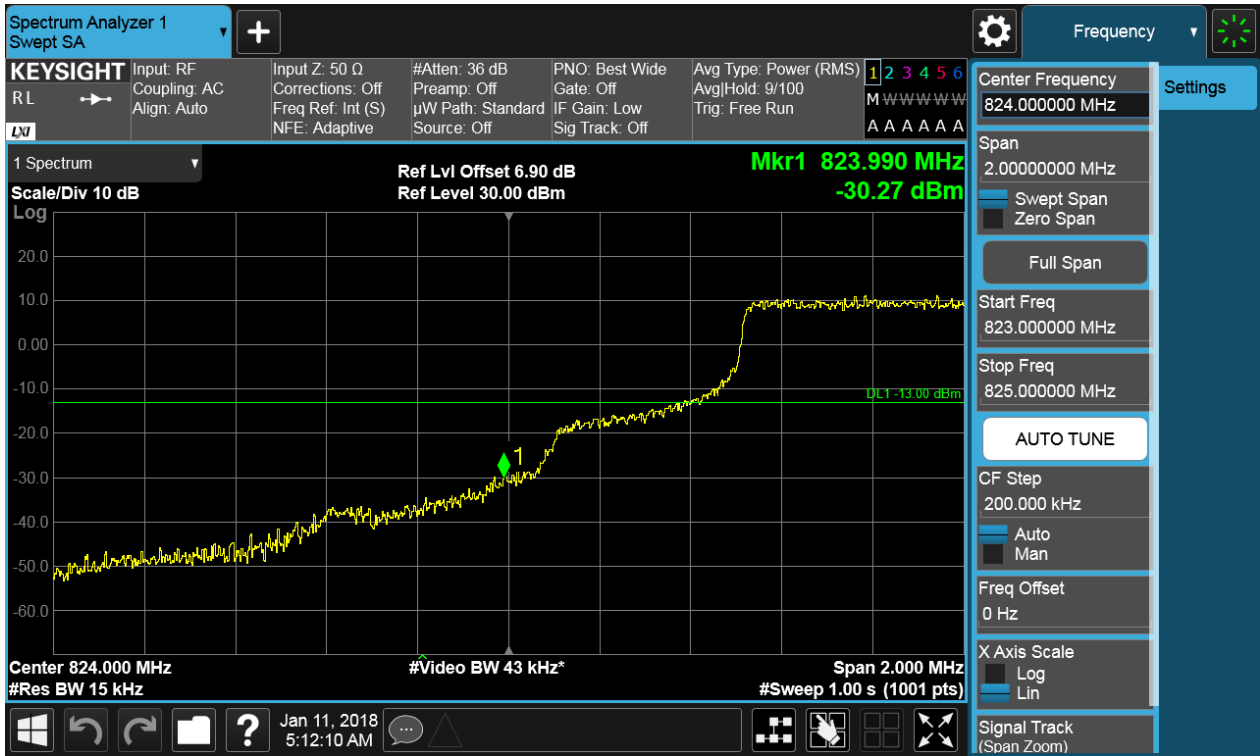 Spectrum Analyzer 1
Swept SA
+
Frequency
KEYSIGHT
R L
LXI
Input: RF
Coupling: AC
Align: Auto
Input Z: 50 Ω
Corrections: Off
Freq Ref: Int (S)
NFE: Adaptive
#Atten: 36 dB
Preamp: Off
µW Path: Standard
Source: Off
PNO: Best Wide
Gate: Off
IF Gain: Low
Sig Track: Off
Avg Type: Power (RMS)
Avg|Hold: 9/100
Trig: Free Run
1 2 3 4 5 6
M W W W W W
A A A A A A
1 Spectrum
Scale/Div 10 dB
Log
Ref Lvl Offset 6.90 dB
Ref Level 30.00 dBm
Mkr1 823.990 MHz
-30.27 dBm
20.0
10.0
0.00
-10.0
-20.0
-30.0
-40.0
-50.0
-60.0
DL1 -13.00 dBm
1
Center 824.000 MHz
#Res BW 15 kHz
#Video BW 43 kHz*
Span 2.000 MHz
#Sweep 1.00 s (1001 pts)
Center Frequency
824.000000 MHz
Span
2.00000000 MHz
Swept Span
Zero Span
Full Span
Start Freq
823.000000 MHz
Stop Freq
825.000000 MHz
AUTO TUNE
CF Step
200.000 kHz
Auto
Man
Freq Offset
0 Hz
X Axis Scale
Log
Lin
Signal Track
(Span Zoom)
Settings
?
Jan 11, 2018
5:12:10 AM